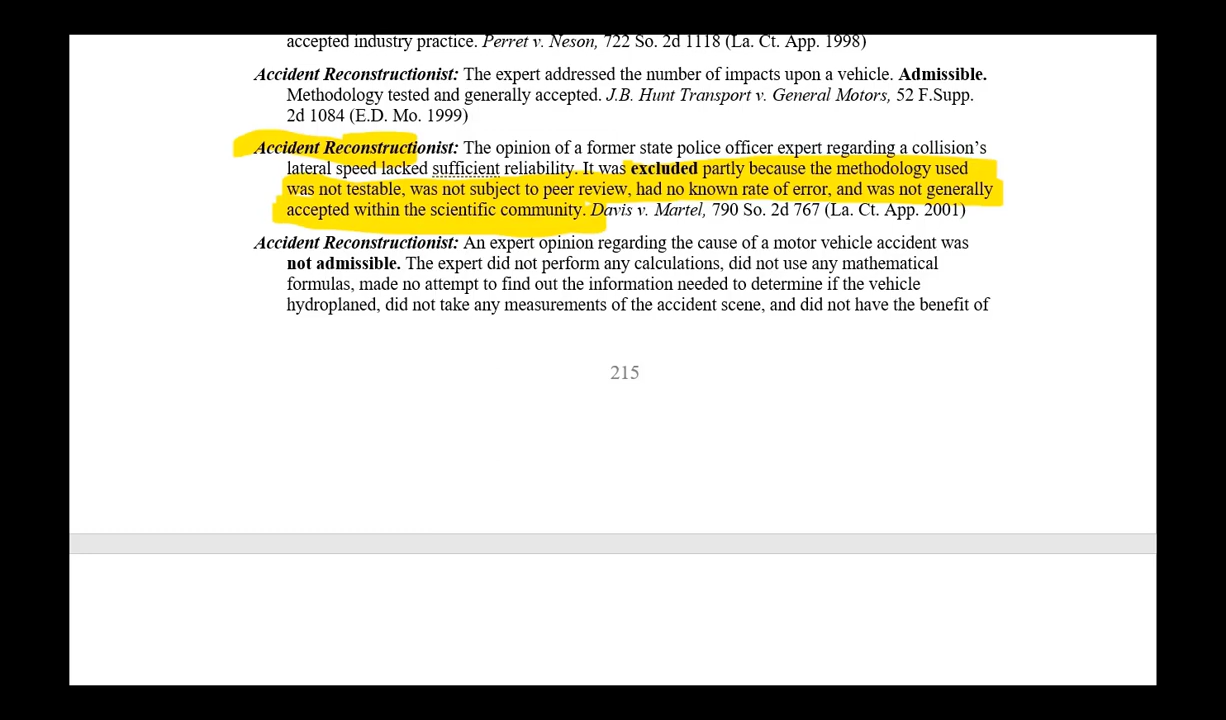 accepted industry practice. Perret v. Neson, 722 So. 2d 1118 (La. Ct. App. 1998)
Accident Reconstructionist: The expert addressed the number of impacts upon a vehicle. Admissible.
Methodology tested and generally accepted. J.B. Hunt Transport v. General Motors, 52 F.Supp.
2d 1084 (E.D. Mo. 1999)
Accident Reconstructionist: The opinion of a former state police officer expert regarding a collision’s
lateral speed lacked sufficient reliability. It was excluded partly because the methodology used
was not testable, was not subject to peer review, had no known rate of error, and was not generally
accepted within the scientific community. Davis v. Martel, 790 So. 2d 767 (La. Ct. App. 2001)
Accident Reconstructionist: An expert opinion regarding the cause of a motor vehicle accident was
not admissible. The expert did not perform any calculations, did not use any mathematical
formulas, made no attempt to find out the information needed to determine if the vehicle
hydroplaned, did not take any measurements of the accident scene, and did not have the benefit of
215